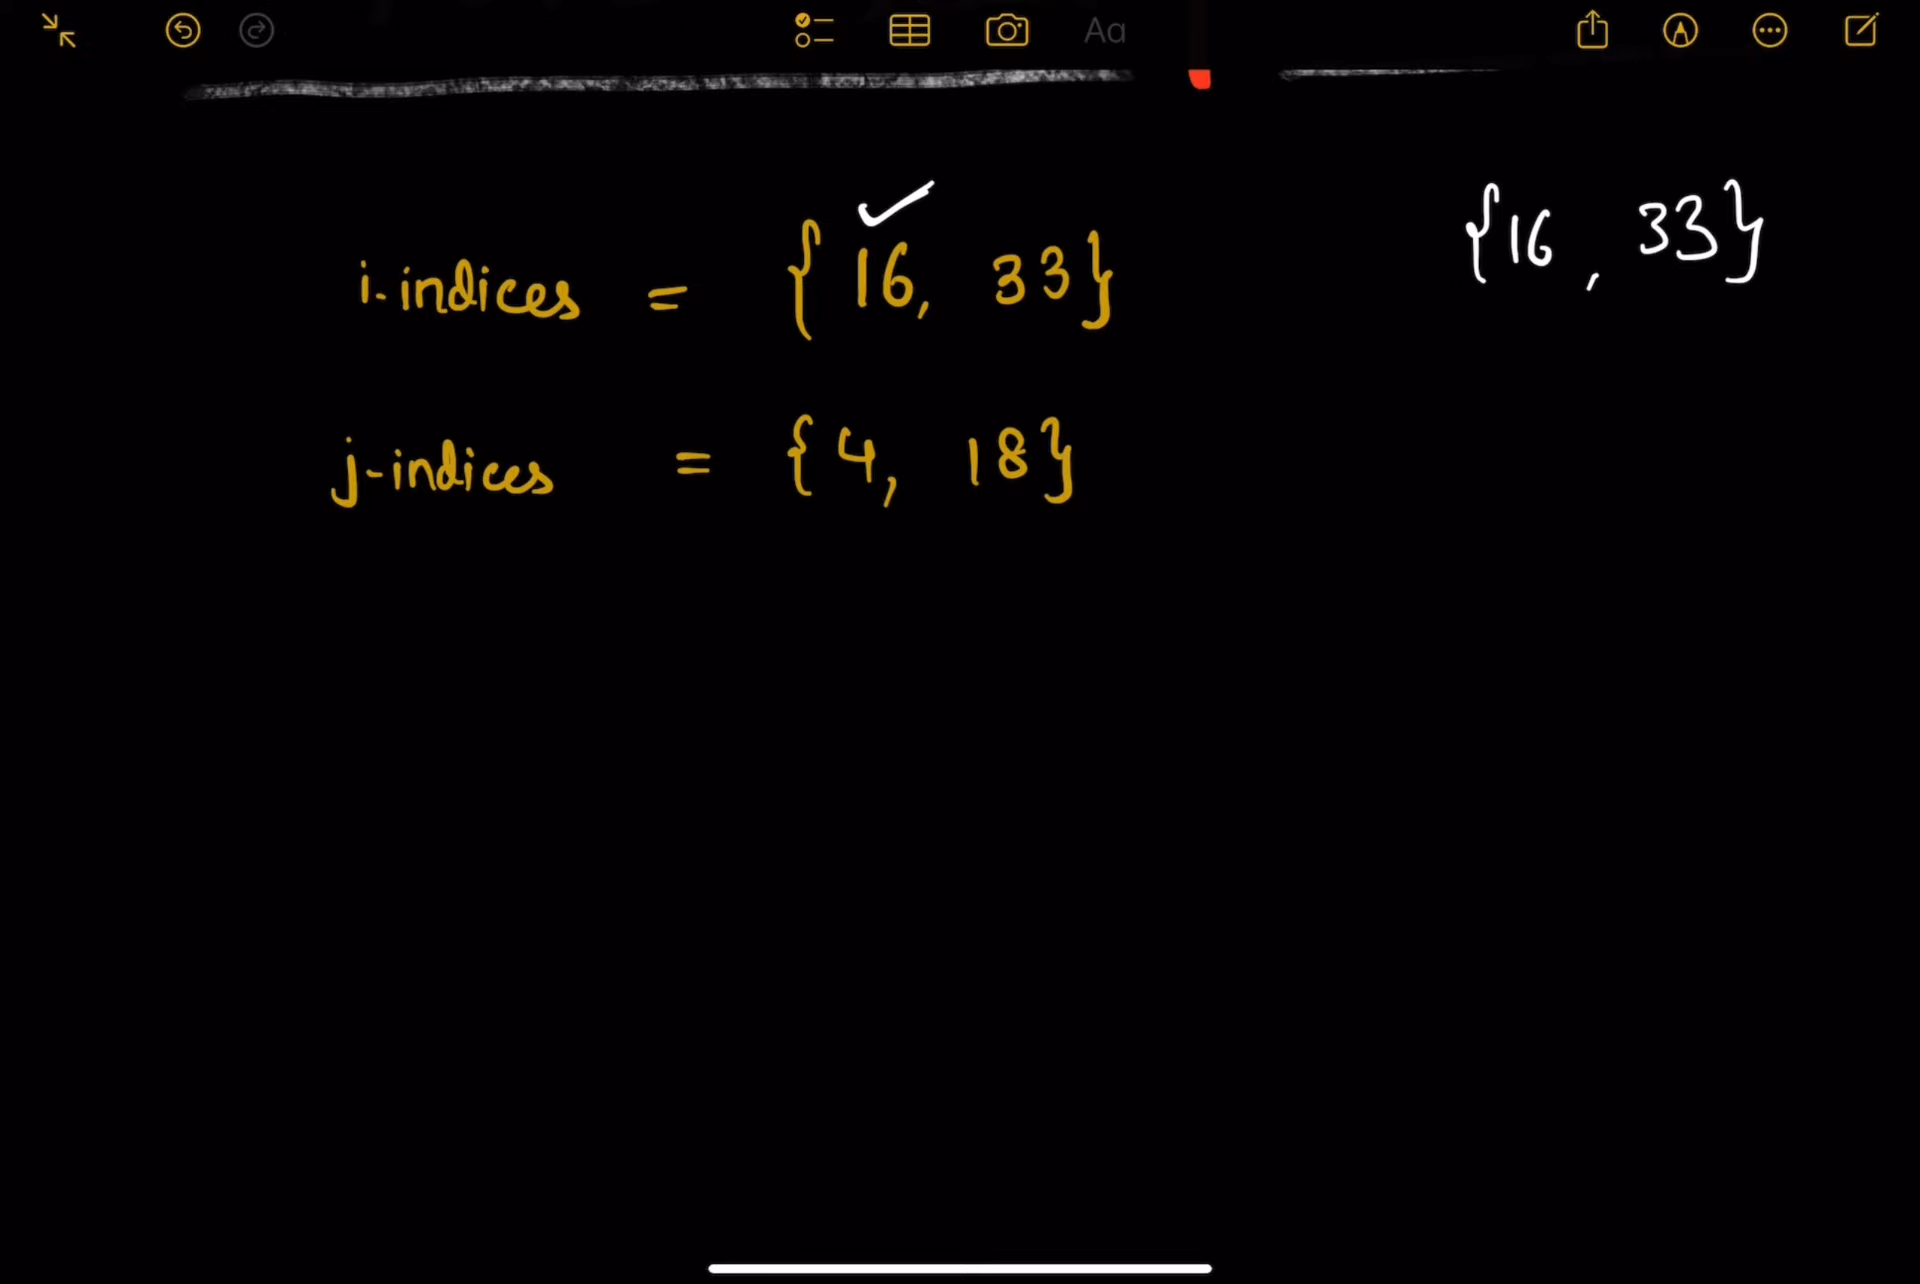 Aa
i-indices = {16, 33}
{16, 33}
j-indices = {4, 18}